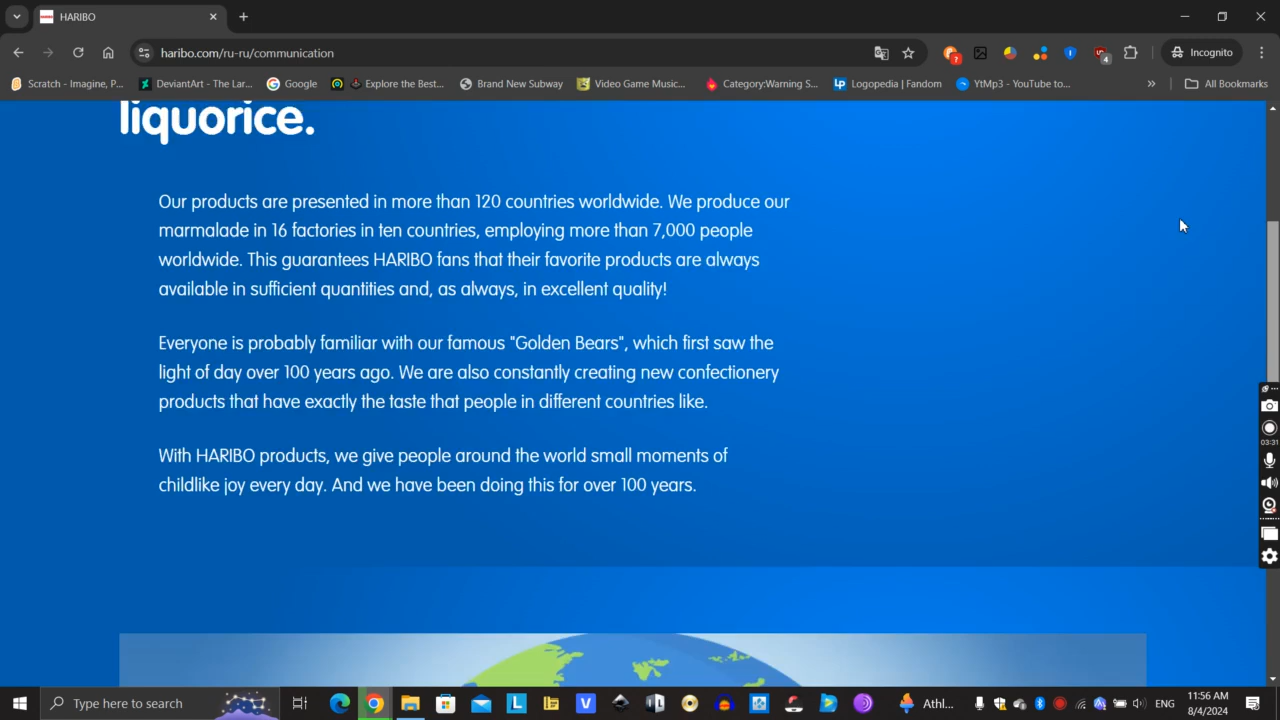 HARIBO
haribo.com/ru-ru/communication
Incognito
Scratch - Imagine, P...
DeviantArt - The Lar...
Google
Explore the Best...
Brand New Subway
Video Game Music...
Category:Warning S...
Logopedia | Fandom
YtMp3 - YouTube to...
All Bookmarks
liquorice.
Our products are presented in more than 120 countries worldwide. We produce our
marmalade in 16 factories in ten countries, employing more than 7,000 people
worldwide. This guarantees HARIBO fans that their favorite products are always
available in sufficient quantities and, as always, in excellent quality!
Everyone is probably familiar with our famous "Golden Bears", which first saw the
light of day over 100 years ago. We are also constantly creating new confectionery
products that have exactly the taste that people in different countries like.
With HARIBO products, we give people around the world small moments of
childlike joy every day. And we have been doing this for over 100 years.
03:31
Type here to search
Athl...
ENG
11:56 AM
8/4/2024